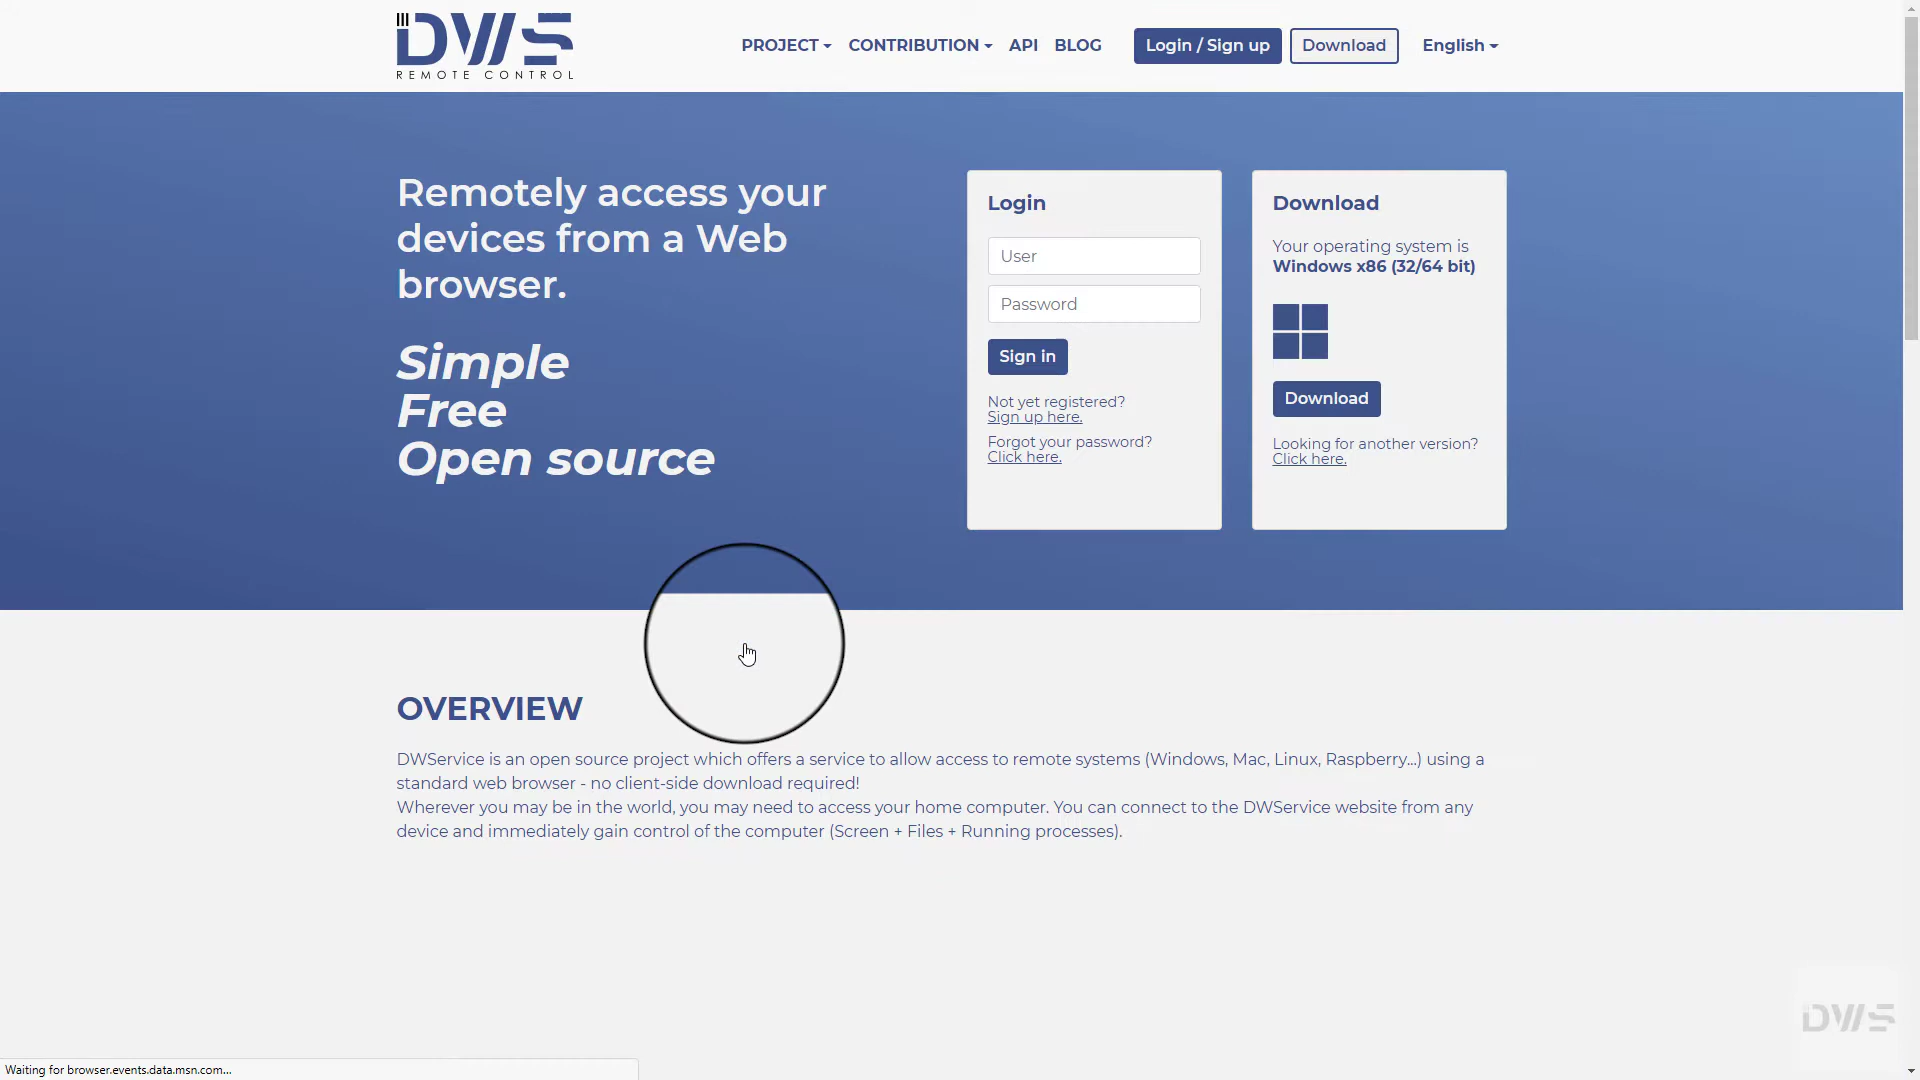 DWS
REMOTE CONTROL
PROJECT CONTRIBUTION API BLOG Login / Sign up Download English
Remotely access your
devices from a Web
browser.
Simple
Free
Open source
Login
User
Password
Sign in
Not yet registered?
Sign up here.
Forgot your password?
Click here.
Download
Your operating system is
Windows x86 (32/64 bit)
Download
Looking for another version?
Click here.
OVERVIEW
DWService is an open source project which offers a service to allow access to remote systems (Windows, Mac, Linux, Raspberry...) using a
standard web browser - no client-side download required!
Wherever you may be in the world, you may need to access your home computer. You can connect to the DWService website from any
device and immediately gain control of the computer (Screen + Files + Running processes).
DWS
Waiting for browser.events.data.msn.com...